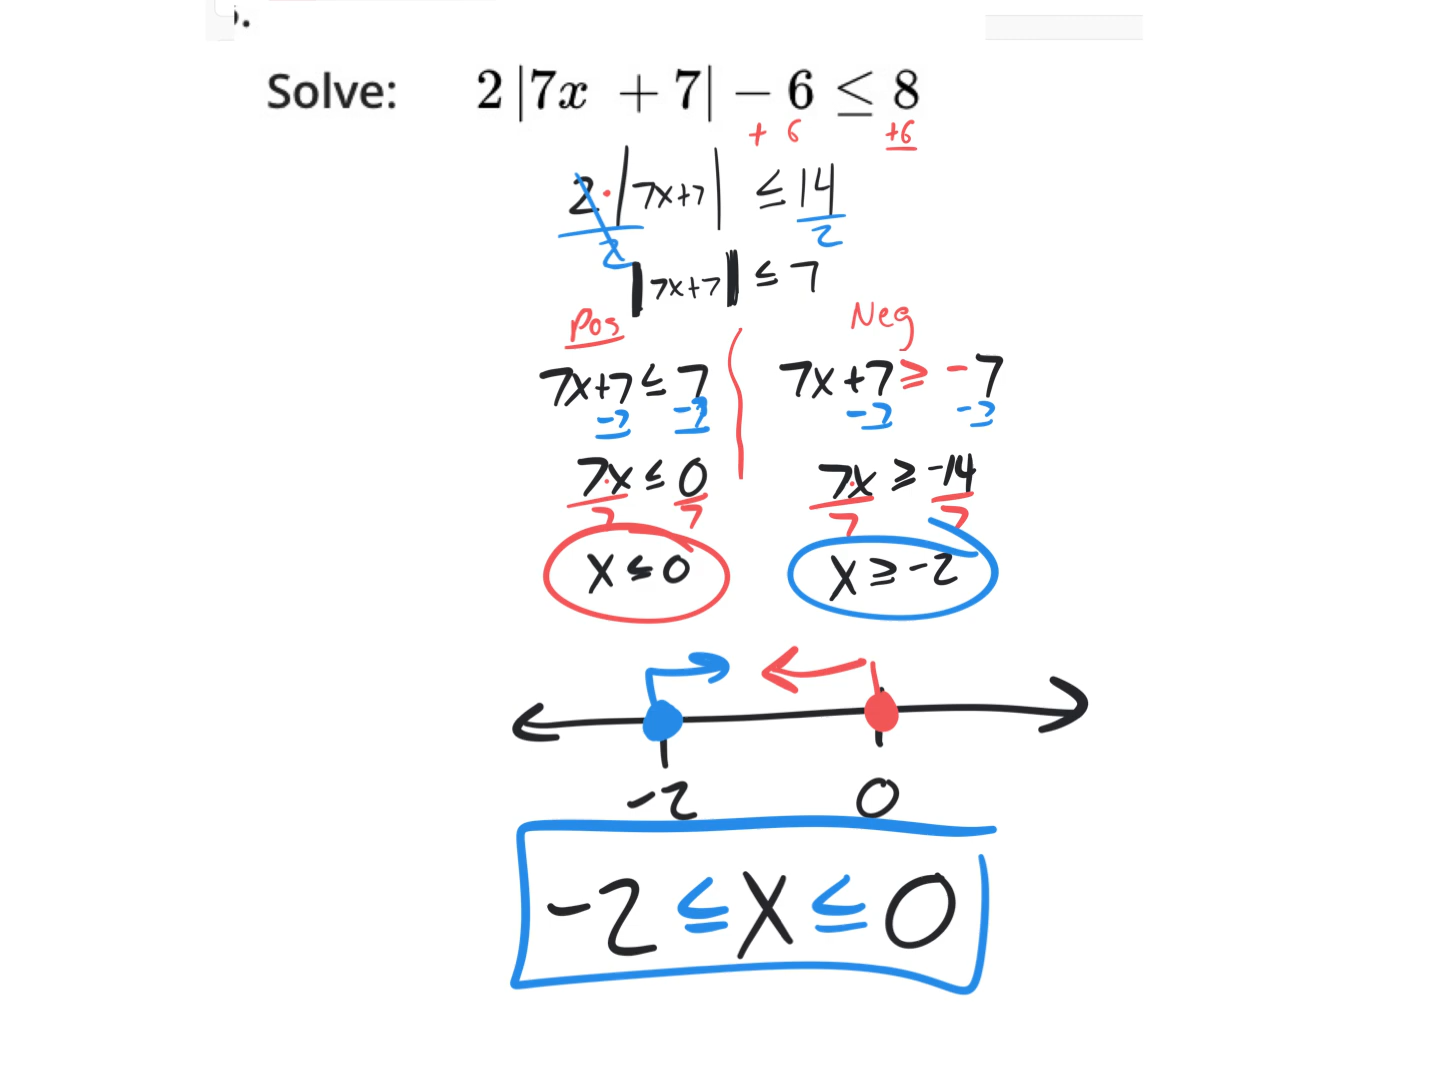 Solve: 2 |7x + 7| − 6 ≤ 8
+ 6 +6
2 · |7x+7| ≤ 14
2 2
|7x+7| ≤ 7
Pos Neg
7x+7 ≤ 7 7x+7 ≥ -7
-7 -7 -7 -7
7·x ≤ 0 7·x ≥ -14
7 7 7 7
x ≤ 0 x ≥ -2
-2 0
-2 ≤ x ≤ 0